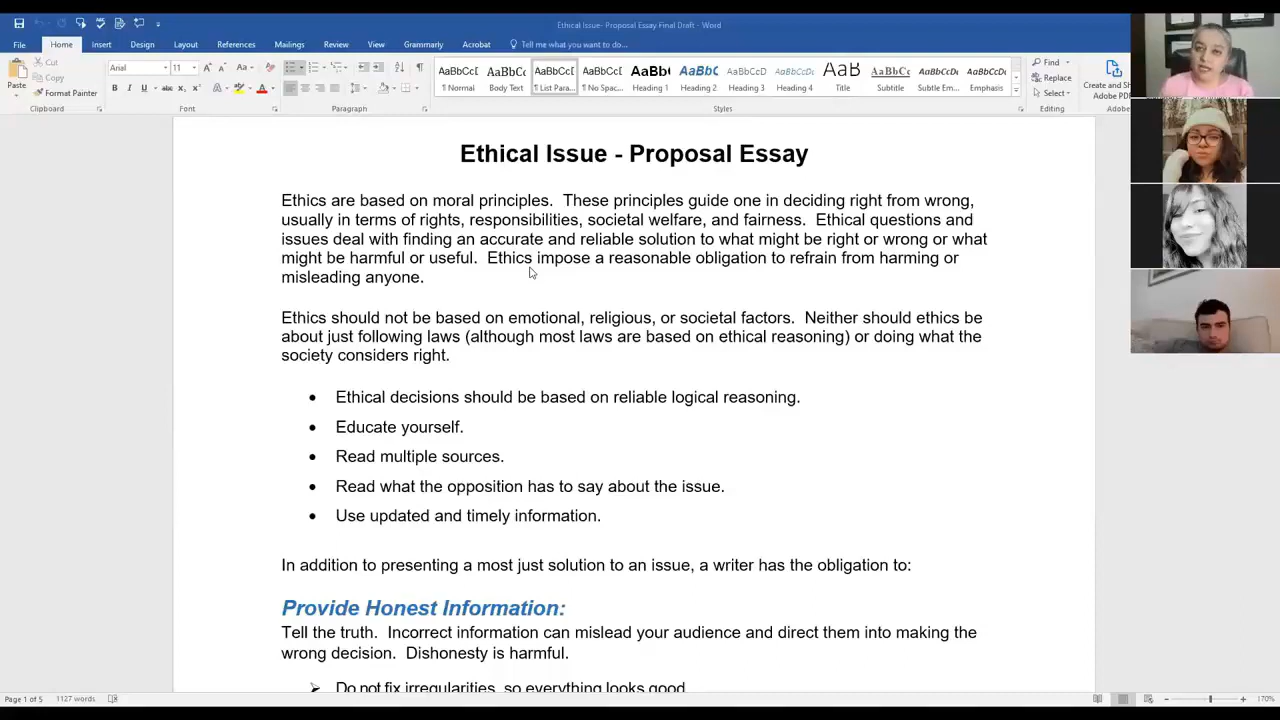 Ethical Issue- Proposal Essay Final Draft - Word
File Home Insert Design Layout References Mailings Review View Grammarly Acrobat Tell me what you want to do...
Cut
Copy
Format Painter
Paste
Clipboard
Arial 11
Font
Paragraph
AaBbCcD AaBbCc AaBbCcD AaBbCcD AaBb( AaBbC AaBbCcD AaBbCcDc AaB AaBbCcD AaBbCcDc AaBbCcDc
¶ Normal Body Text ¶ List Para... ¶ No Spac... Heading 1 Heading 2 Heading 3 Heading 4 Title Subtitle Subtle Em... Emphasis
Styles
Find
Replace
Select
Editing
Create and Sha
Adobe PDF
Adobe
Ethical Issue - Proposal Essay
Ethics are based on moral principles. These principles guide one in deciding right from wrong,
usually in terms of rights, responsibilities, societal welfare, and fairness. Ethical questions and
issues deal with finding an accurate and reliable solution to what might be right or wrong or what
might be harmful or useful. Ethics impose a reasonable obligation to refrain from harming or
misleading anyone.
Ethics should not be based on emotional, religious, or societal factors. Neither should ethics be
about just following laws (although most laws are based on ethical reasoning) or doing what the
society considers right.
• Ethical decisions should be based on reliable logical reasoning.
• Educate yourself.
• Read multiple sources.
• Read what the opposition has to say about the issue.
• Use updated and timely information.
In addition to presenting a most just solution to an issue, a writer has the obligation to:
Provide Honest Information:
Tell the truth. Incorrect information can mislead your audience and direct them into making the
wrong decision. Dishonesty is harmful.
➢ Do not fix irregularities, so everything looks good
Page 1 of 5 1127 words
170%